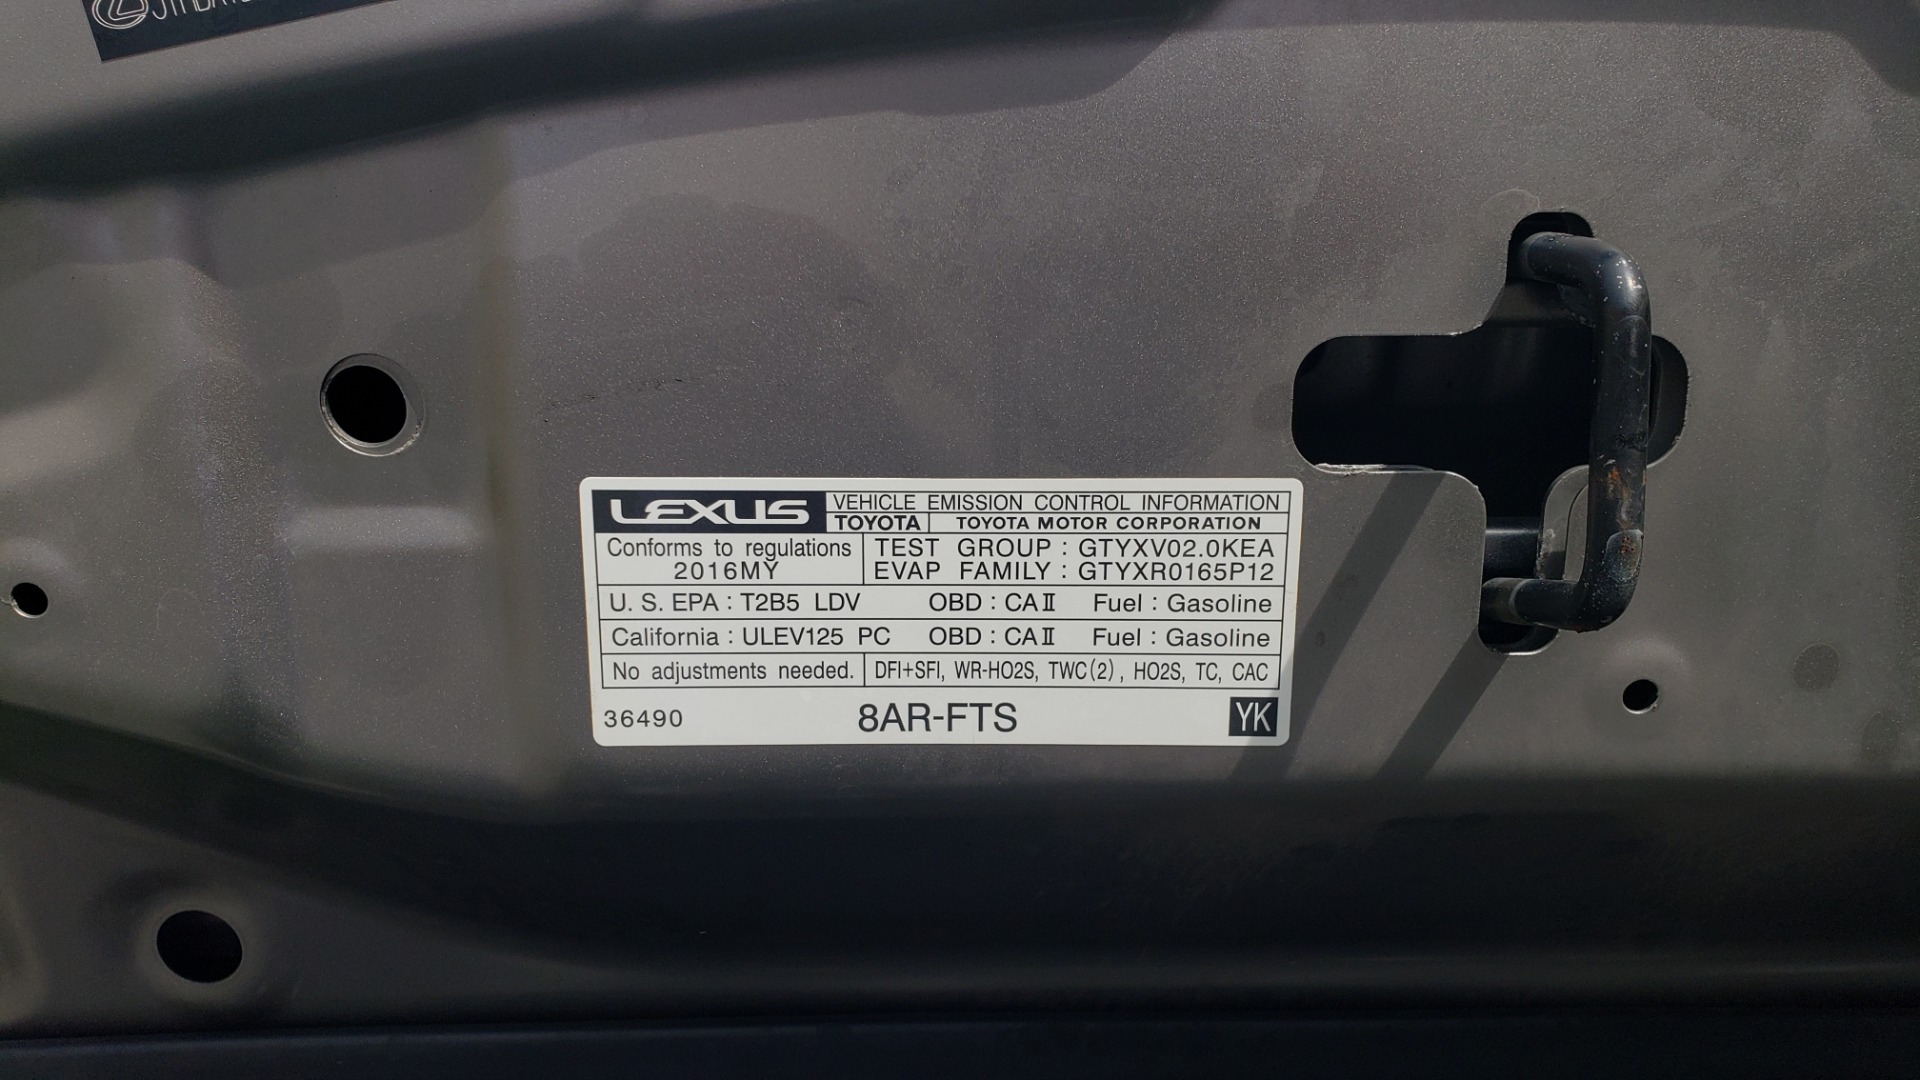 LEXUS VEHICLE EMISSION CONTROL INFORMATION
TOYOTA TOYOTA MOTOR CORPORATION
Conforms to regulations
2016MY
TEST GROUP : GTYXV02.0KEA
EVAP FAMILY : GTYXR0165P12
U. S. EPA : T2B5 LDV OBD : CAⅡ Fuel : Gasoline
California : ULEV125 PC OBD : CAⅡ Fuel : Gasoline
No adjustments needed. DFI+SFI, WR-HO2S, TWC(2), HO2S, TC, CAC
36490 8AR-FTS YK